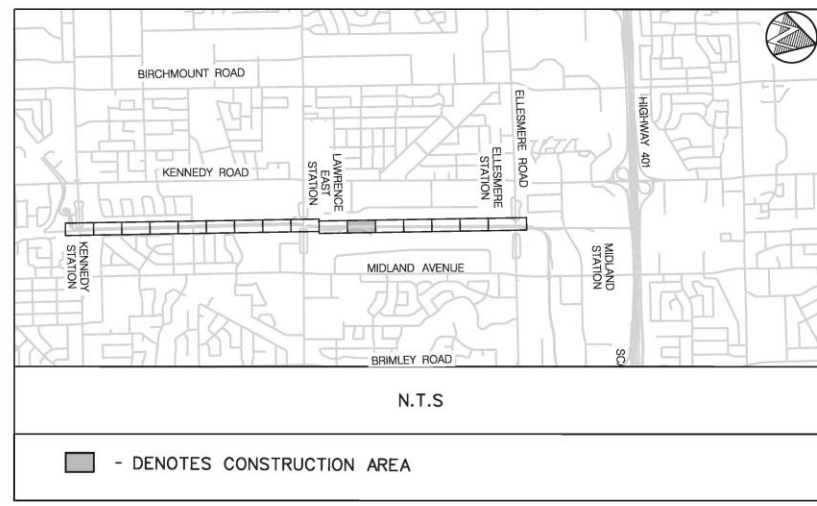 BIRCHMOUNT ROAD
KENNEDY ROAD
LAWRENCE
EAST
STATION
ELLESMERE
STATION
ELLESMERE ROAD
HIGHWAY 401
KENNEDY
STATION
MIDLAND AVENUE
MIDLAND
STATION
BRIMLEY ROAD
SC
N.T.S
- DENOTES CONSTRUCTION AREA